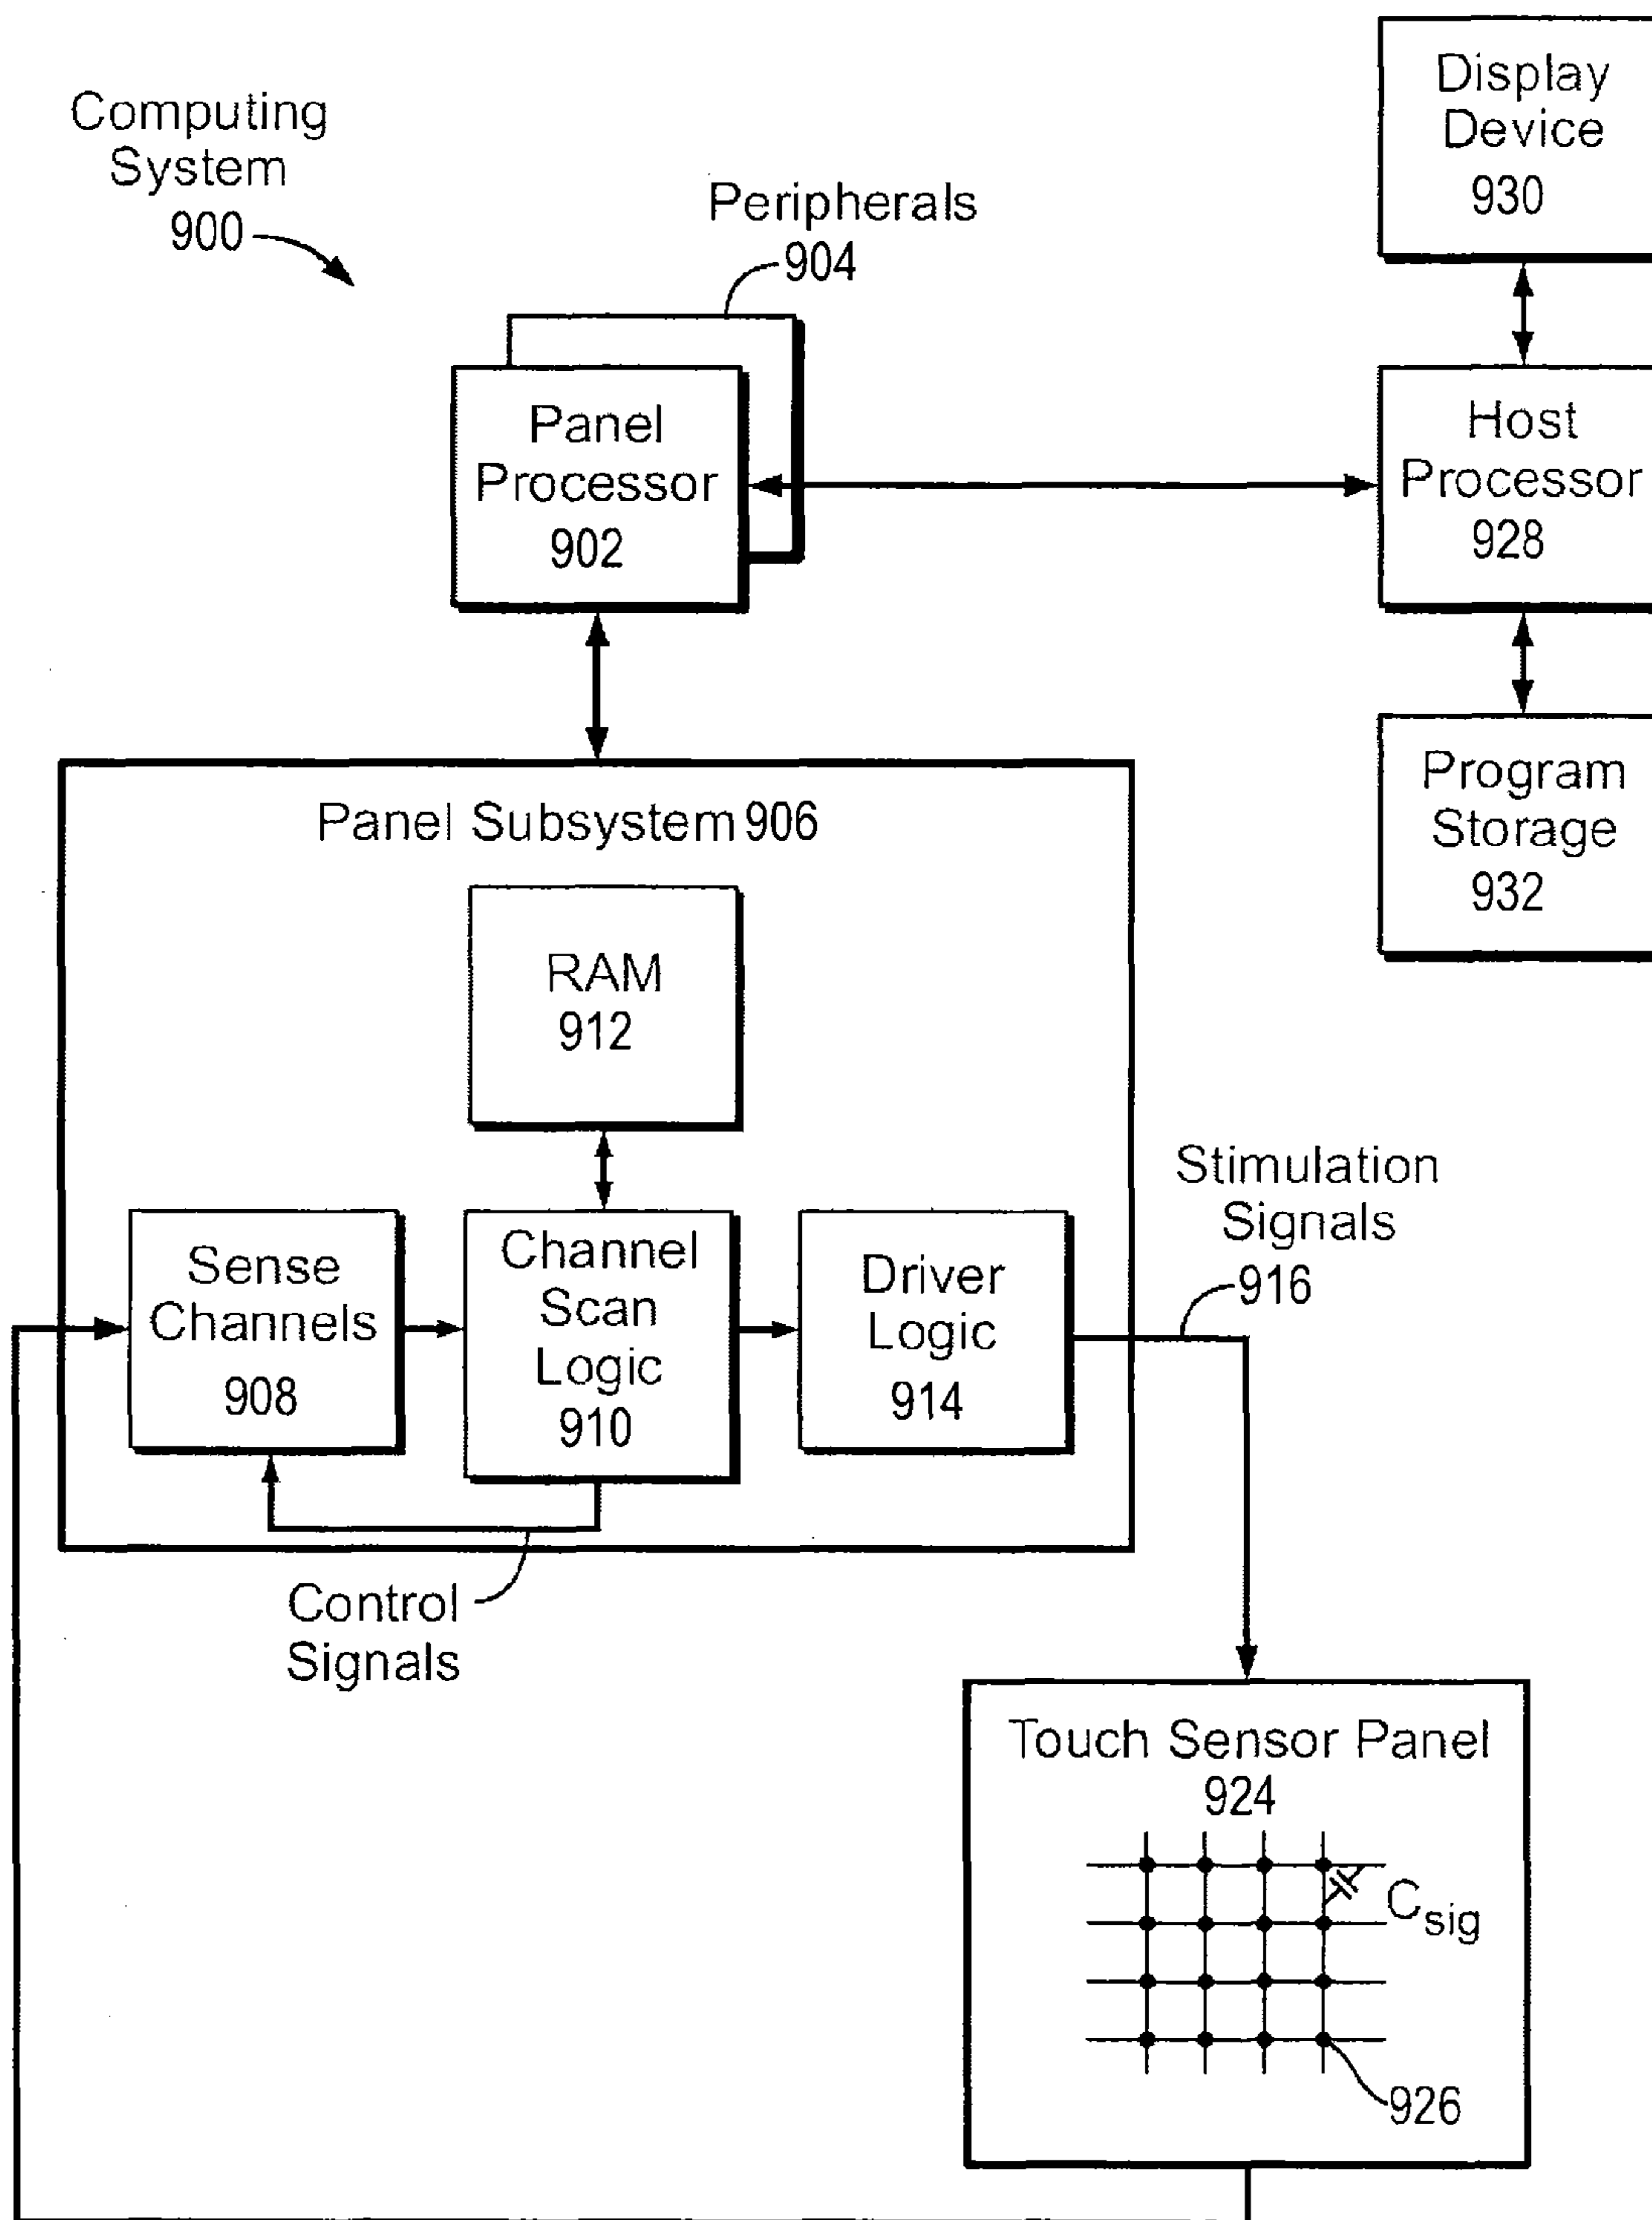 Computing
System
900
Peripherals
904
Display
Device
930
Panel
Processor
902
Host
Processor
928
Program
Storage
932
Panel Subsystem 906
RAM
912
Sense
Channels
908
Channel
Scan
Logic
910
Driver
Logic
914
Stimulation
Signals
916
Control
Signals
Touch Sensor Panel
924
Csig
926